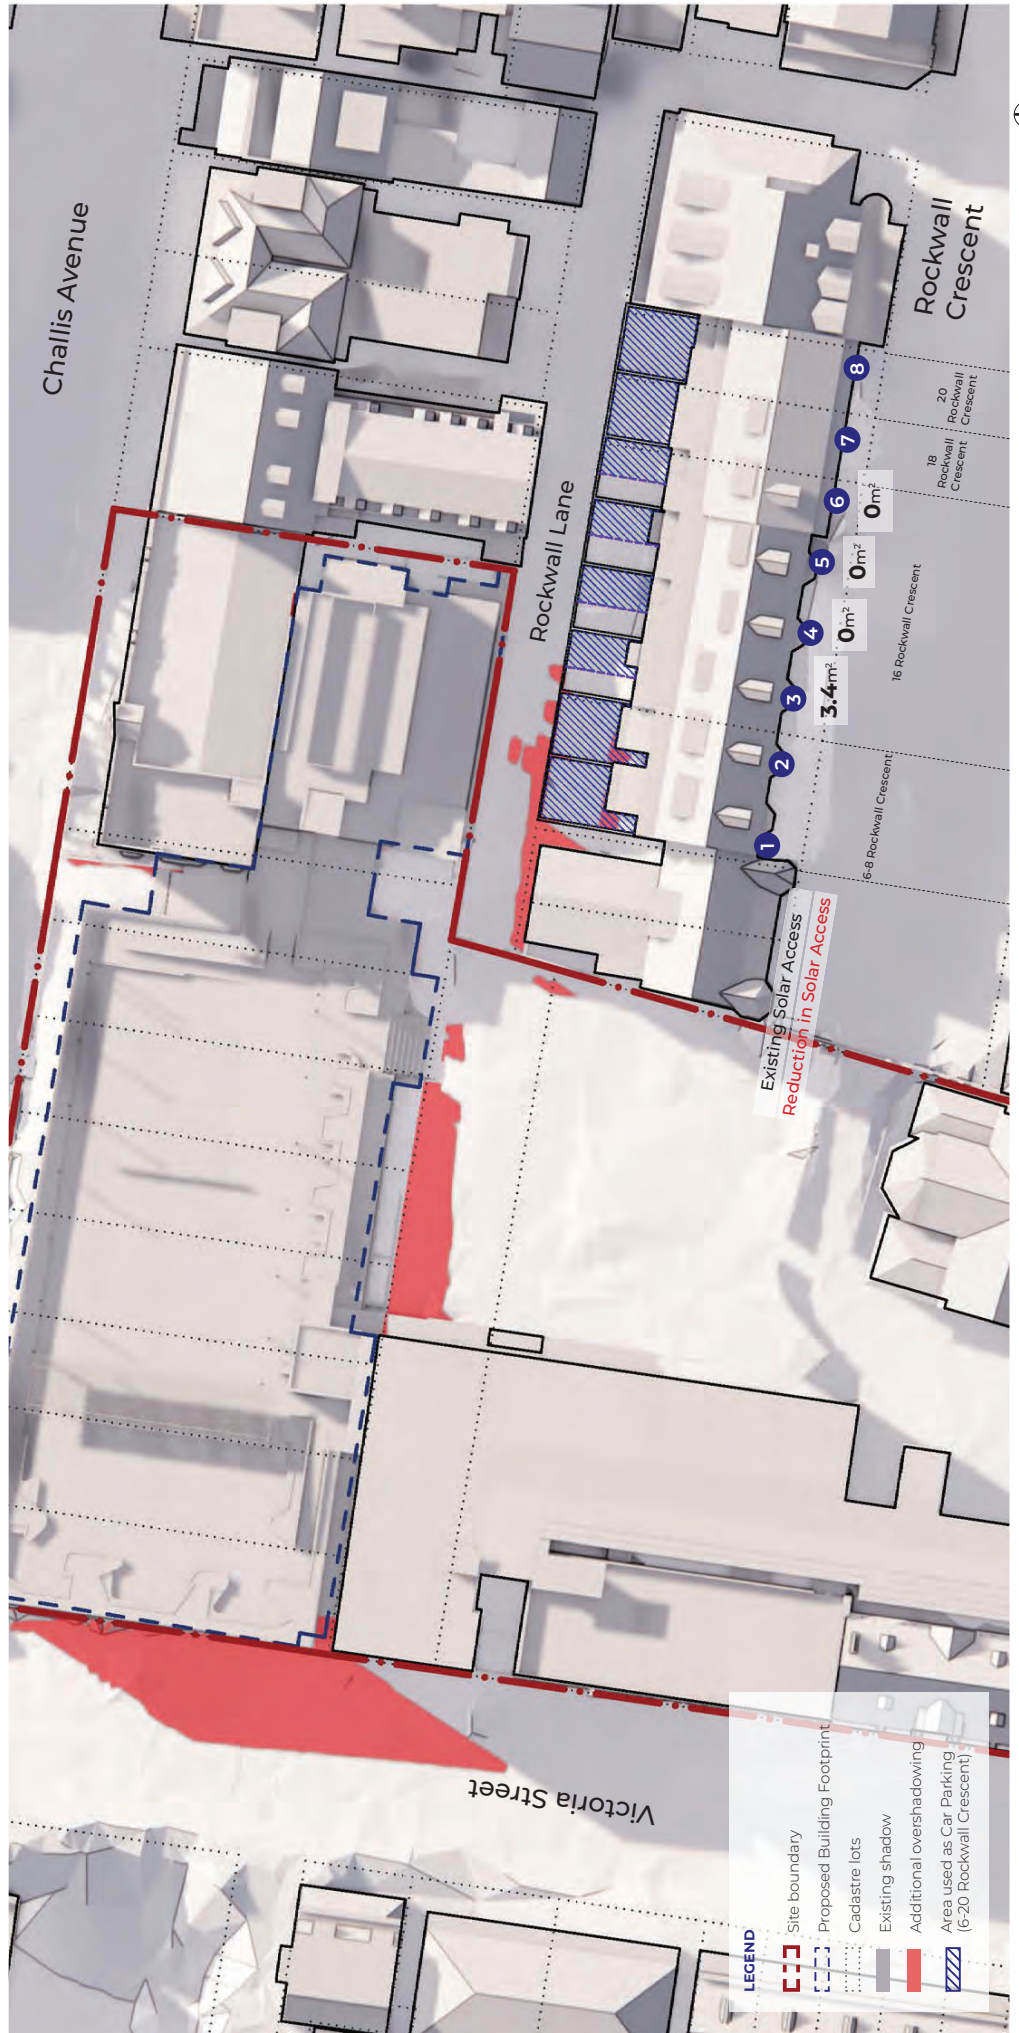 Challis Avenue
Rockwall Lane
Rockwall
Crescent
Victoria Street
1
2
3
4
5
6
7
8
3.4m²
0m²
0m²
0m²
Existing Solar Access
Reduction in Solar Access
6-8 Rockwall Crescent
16 Rockwall Crescent
18
Rockwall
Crescent
20
Rockwall
Crescent
LEGEND
Site boundary
Proposed Building Footprint
Cadastre lots
Existing shadow
Additional overshadowing
Area used as Car Parking
(6-20 Rockwall Crescent)